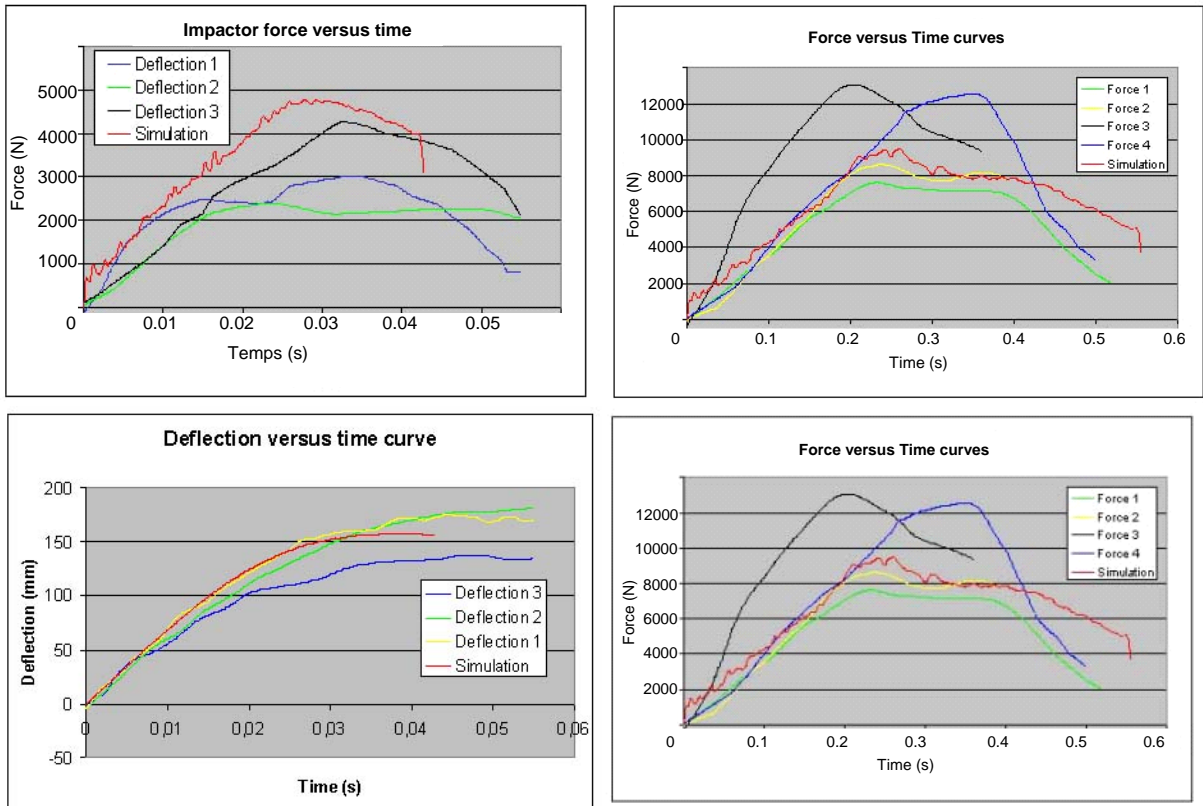 Impactor force versus time
Deflection 1
Deflection 2
Deflection 3
Simulation
Force (N)
5000
4000
3000
2000
1000
0
0.01
0.02
0.03
0.04
0.05
Temps (s)
Force versus Time curves
Force 1
Force 2
Force 3
Force 4
Simulation
Force (N)
12000
10000
8000
6000
4000
2000
0
0.1
0.2
0.3
0.4
0.5
0.6
Time (s)
Deflection versus time curve
Deflection (mm)
200
150
100
50
0
-50
0
0,01
0,02
0,03
0,04
0,05
0,06
Deflection 3
Deflection 2
Deflection 1
Simulation
Time (s)
Force versus Time curves
Force 1
Force 2
Force 3
Force 4
Simulation
Force (N)
12000
10000
8000
6000
4000
2000
0
0.1
0.2
0.3
0.4
0.5
0.6
Time (s)